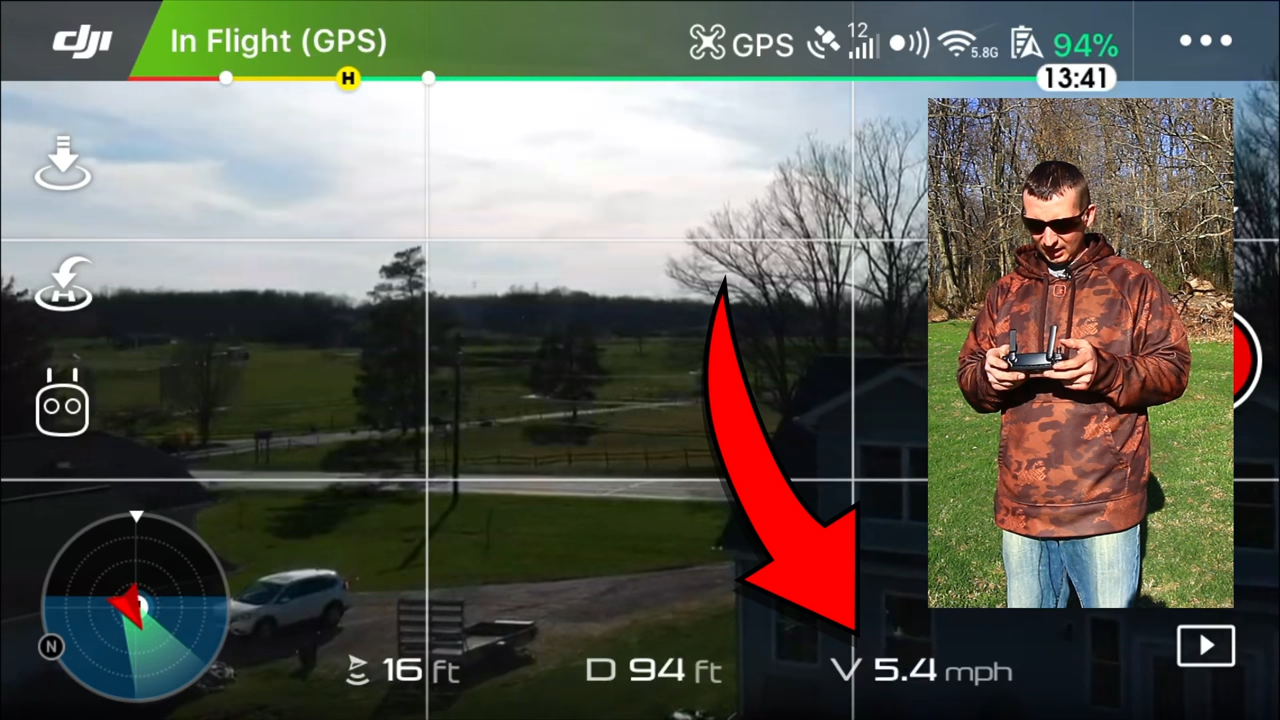 dji In Flight (GPS) GPS 12 5.8G 94%
H 13:41
H
N
16 ft D 94 ft V 5.4 mph